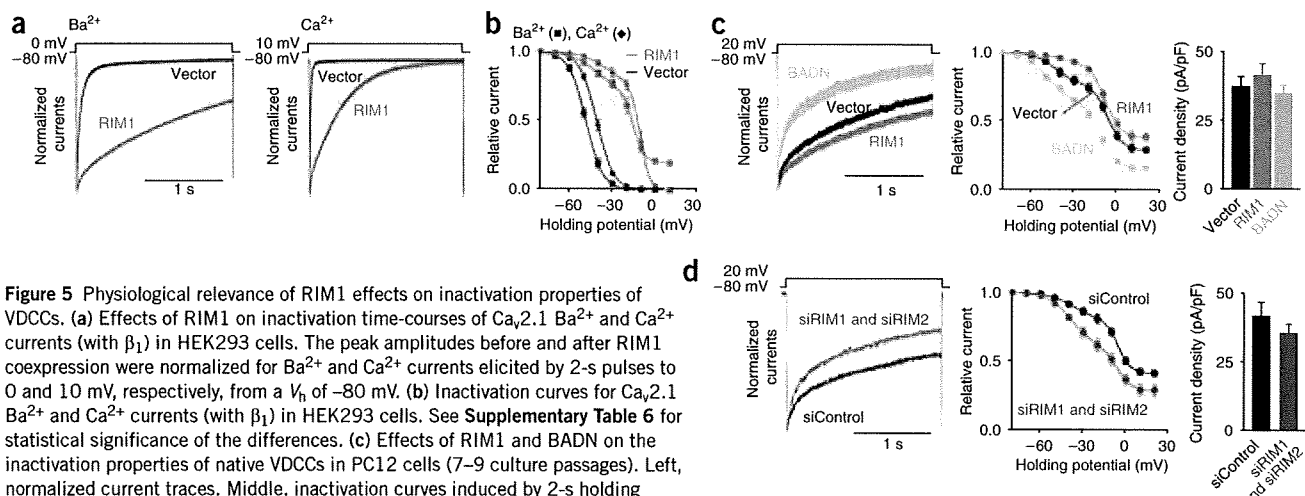 a
Ba²⁺
0 mV
−80 mV
Vector
RIM1
Normalized currents
1 s
Ca²⁺
10 mV
−80 mV
Vector
RIM1
Normalized currents
1 s
b
Ba²⁺ (■), Ca²⁺ (◆)
RIM1
Vector
1.0
0.5
0.0
Relative current
−60 −30 0 30
Holding potential (mV)
c
20 mV
−80 mV
BADN
Vector
RIM1
Normalized currents
1 s
1.0
0.5
0.0
Relative current
Vector
RIM1
BADN
−60 −30 0 30
Holding potential (mV)
50
25
0
Current density (pA/pF)
Vector
RIM1
BADN
d
20 mV
−80 mV
siRIM1 and siRIM2
siControl
Normalized currents
1 s
1.0
0.5
0.0
Relative current
siControl
siRIM1 and siRIM2
−60 −30 0 30
Holding potential (mV)
50
25
0
Current density (pA/pF)
siControl
siRIM1 and siRIM2
Figure 5 Physiological relevance of RIM1 effects on inactivation properties of
VDCCs. (a) Effects of RIM1 on inactivation time-courses of Caᵥ2.1 Ba²⁺ and Ca²⁺
currents (with β₁) in HEK293 cells. The peak amplitudes before and after RIM1
coexpression were normalized for Ba²⁺ and Ca²⁺ currents elicited by 2-s pulses to
0 and 10 mV, respectively, from a Vₕ of −80 mV. (b) Inactivation curves for Caᵥ2.1
Ba²⁺ and Ca²⁺ currents (with β₁) in HEK293 cells. See Supplementary Table 6 for
statistical significance of the differences. (c) Effects of RIM1 and BADN on the
inactivation properties of native VDCCs in PC12 cells (7–9 culture passages). Left,
normalized current traces. Middle, inactivation curves induced by 2-s holding